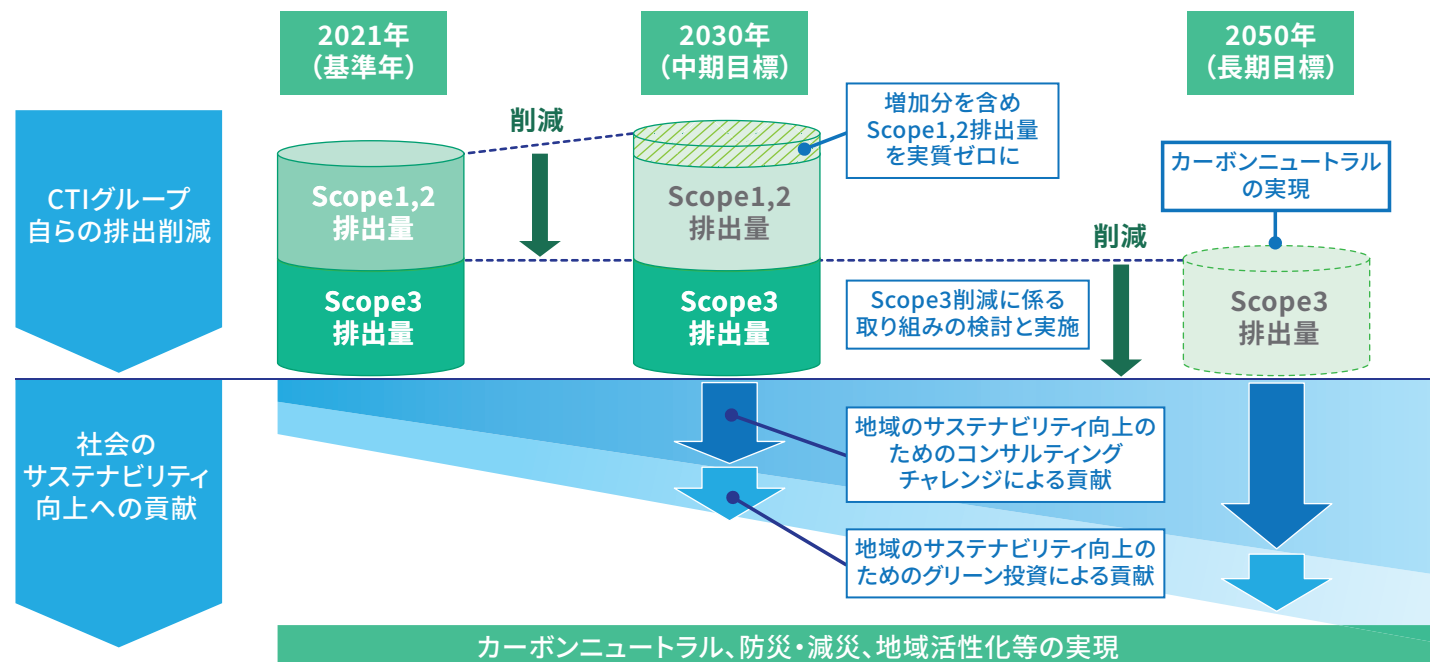 2021年
（基準年）
2030年
（中期目標）
2050年
（長期目標）
CTIグループ
自らの排出削減
削減
増加分を含め
Scope1,2排出量
を実質ゼロに
カーボンニュートラル
の実現
Scope1,2
排出量
Scope1,2
排出量
削減
Scope3
排出量
Scope3
排出量
Scope3削減に係る
取り組みの検討と実施
Scope3
排出量
社会の
サステナビリティ
向上への貢献
地域のサステナビリティ向上の
ためのコンサルティング
チャレンジによる貢献
地域のサステナビリティ向上の
ためのグリーン投資による貢献
カーボンニュートラル、防災・減災、地域活性化等の実現